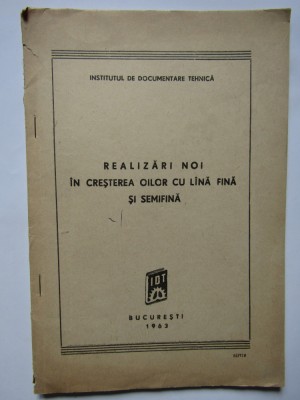 INSTITUTUL DE DOCUMENTARE TEHNICĂ
REALIZĂRI NOI
ÎN CREȘTEREA OILOR CU LÎNĂ FINĂ
ȘI SEMIFINĂ
IDT
BUCUREȘTI
1963